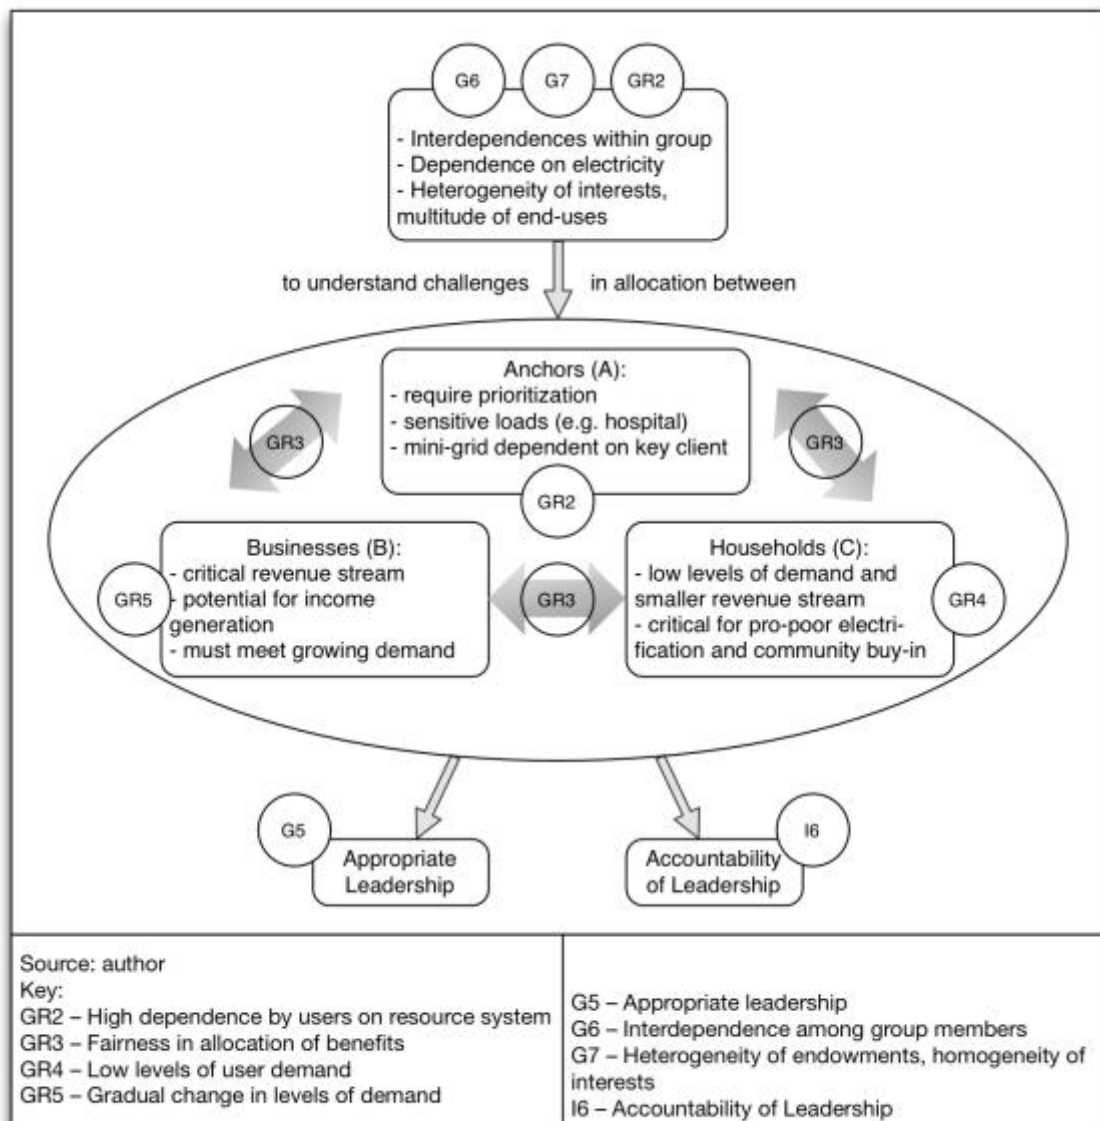 G6
G7
GR2
- Interdependences within group
- Dependence on electricity
- Heterogeneity of interests,
multitude of end-uses
to understand challenges
in allocation between
Anchors (A):
- require prioritization
- sensitive loads (e.g. hospital)
- mini-grid dependent on key client
GR3
GR3
GR2
Businesses (B):
- critical revenue stream
- potential for income
generation
- must meet growing demand
GR5
GR3
Households (C):
- low levels of demand and
smaller revenue stream
- critical for pro-poor electri-
fication and community buy-in
GR4
G5
Appropriate
Leadership
I6
Accountability
of Leadership
Source: author
Key:
GR2 – High dependence by users on resource system
GR3 – Fairness in allocation of benefits
GR4 – Low levels of user demand
GR5 – Gradual change in levels of demand
G5 – Appropriate leadership
G6 – Interdependence among group members
G7 – Heterogeneity of endowments, homogeneity of
interests
I6 – Accountability of Leadership